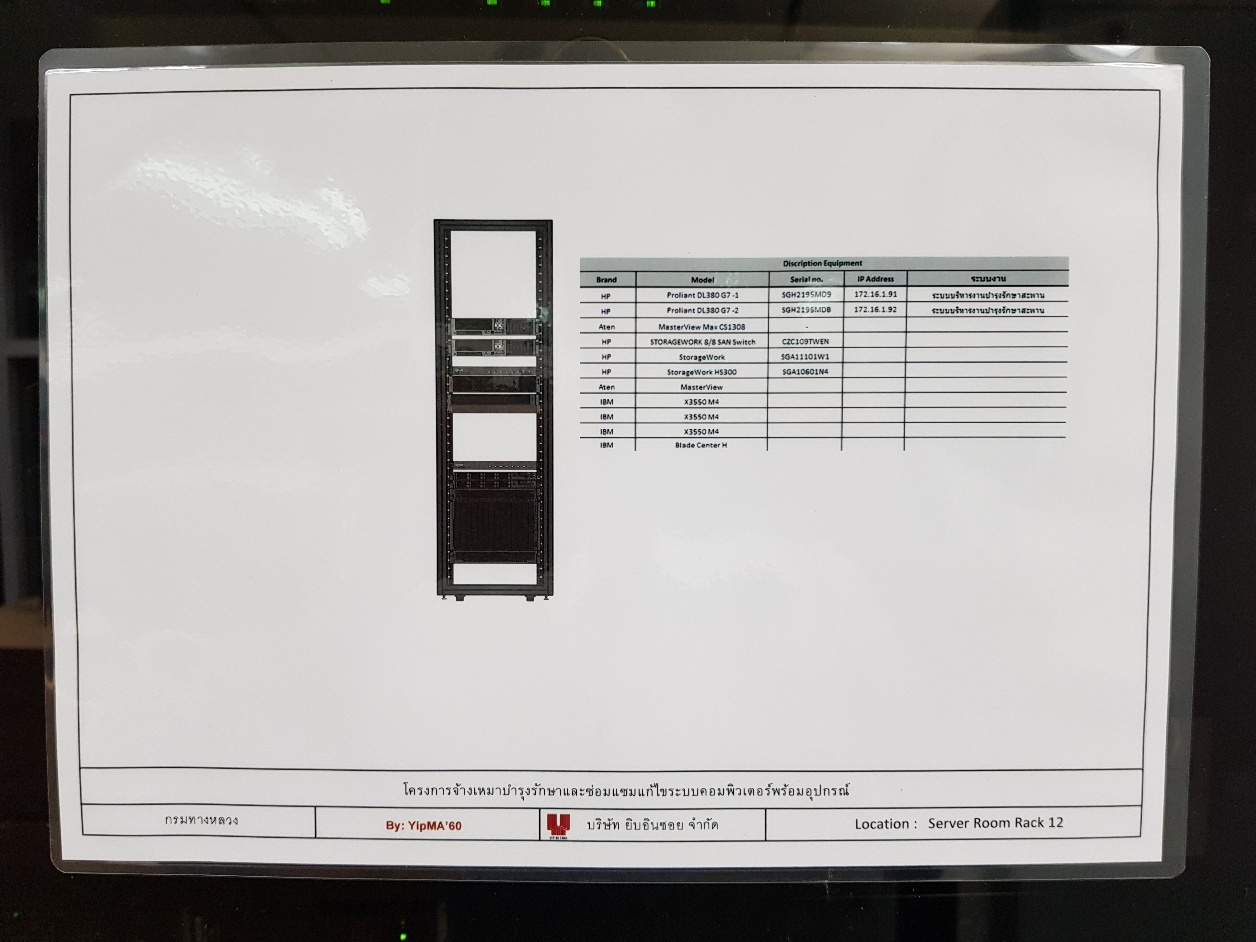 Discription Equipment
Brand Model Serial no. IP Address ระบบงาน
HP Proliant DL380 G7 -1 SGH219SMD9 172.16.1.91 ระบบบริหารงานบำรุงรักษาสะพาน
HP Proliant DL380 G7 -2 SGH219SMDB 172.16.1.92 ระบบบริหารงานบำรุงรักษาสะพาน
Aten MasterView Max CS1308 -
HP STORAGEWORK 8/8 SAN Switch CZC109TWEN
HP StorageWork SGA11101W1
HP StorageWork HS300 SGA10601N4
Aten MasterView
IBM X3550 M4
IBM X3550 M4
IBM X3550 M4
IBM Blade Center H
โครงการจ้างเหมาบำรุงรักษาและซ่อมแซมแก้ไขระบบคอมพิวเตอร์พร้อมอุปกรณ์
กรมทางหลวง By: YipMA'60 บริษัท ยิบอินซอย จำกัด Location : Server Room Rack 12